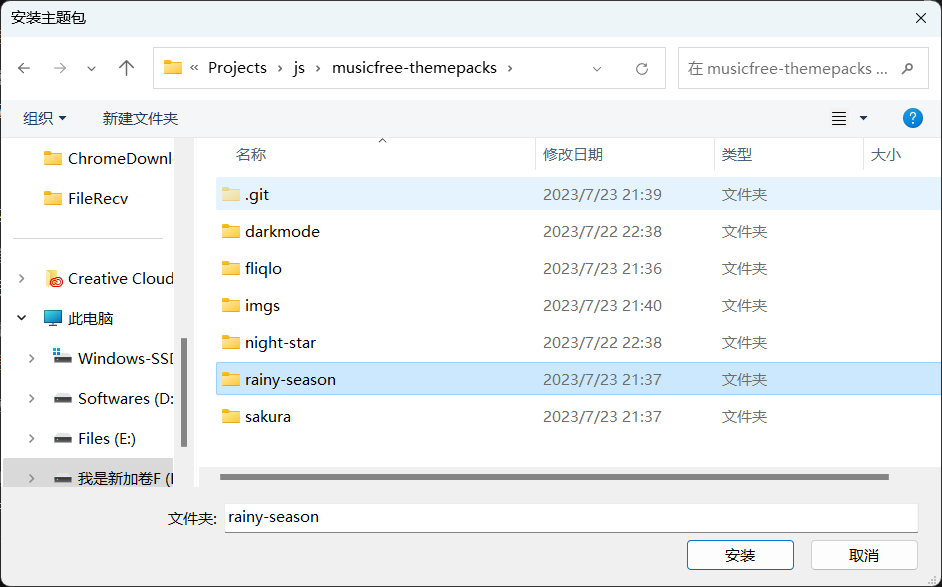 安装主题包
« Projects › js › musicfree-themepacks ›
在 musicfree-themepacks ...
组织
新建文件夹
?
ChromeDownl
FileRecv
Creative Cloud
此电脑
Windows-SSD
Softwares (D:
Files (E:)
我是新加卷F (
名称 修改日期 类型 大小
.git 2023/7/23 21:39 文件夹
darkmode 2023/7/22 22:38 文件夹
fliqlo 2023/7/23 21:36 文件夹
imgs 2023/7/23 21:40 文件夹
night-star 2023/7/22 22:38 文件夹
rainy-season 2023/7/23 21:37 文件夹
sakura 2023/7/23 21:37 文件夹
文件夹: rainy-season
安装 取消